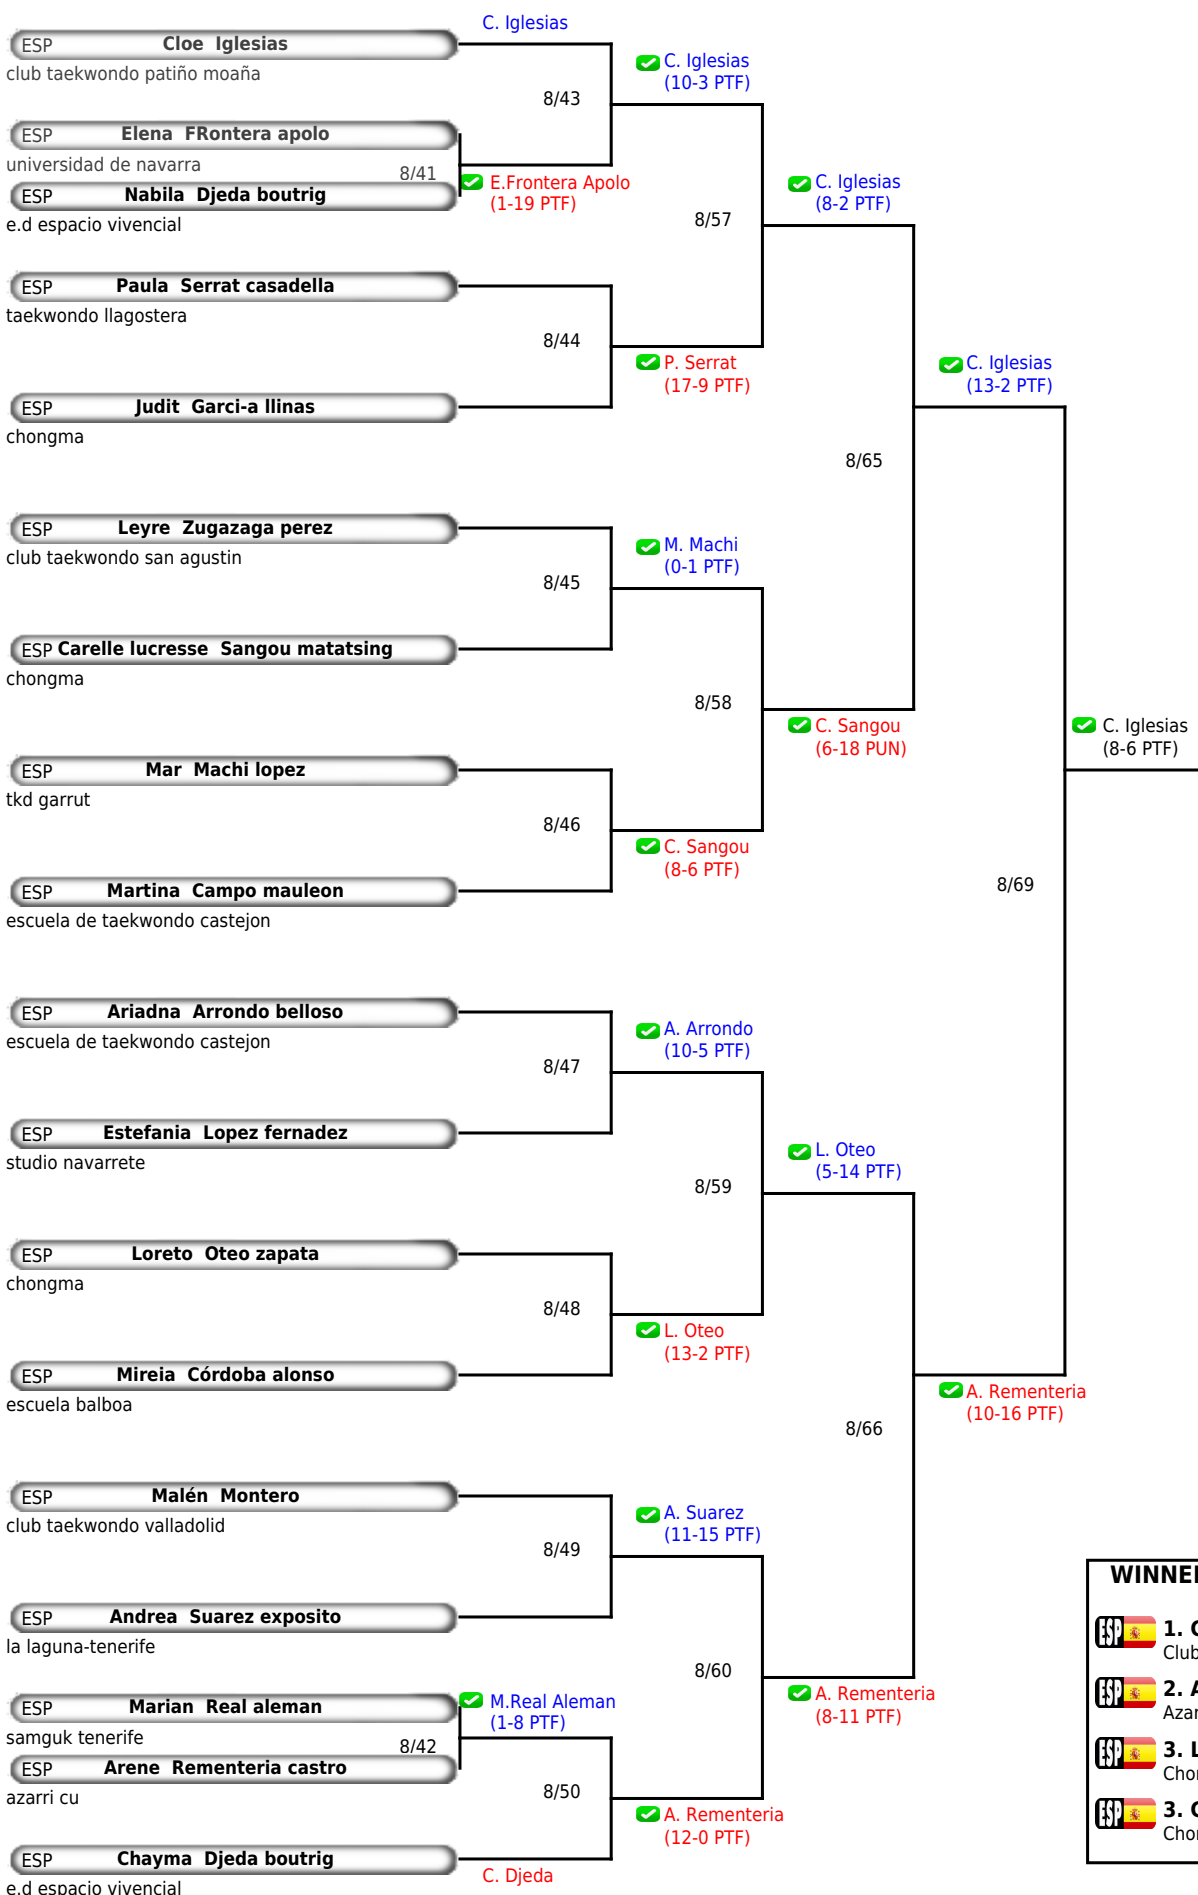 C. Iglesias
ESP Cloe Iglesias
club taekwondo patiño moaña
C. Iglesias
(10-3 PTF)
8/43
ESP Elena FRontera apolo
universidad de navarra
8/41
E.Frontera Apolo
(1-19 PTF)
ESP Nabila Djeda boutrig
e.d espacio vivencial
C. Iglesias
(8-2 PTF)
8/57
ESP Paula Serrat casadella
taekwondo llagostera
8/44
P. Serrat
(17-9 PTF)
C. Iglesias
(13-2 PTF)
ESP Judit Garci-a llinas
chongma
8/65
ESP Leyre Zugazaga perez
club taekwondo san agustin
M. Machi
(0-1 PTF)
8/45
ESP Carelle lucresse Sangou matatsing
chongma
8/58
C. Sangou
(6-18 PUN)
C. Iglesias
(8-6 PTF)
ESP Mar Machi lopez
tkd garrut
8/46
C. Sangou
(8-6 PTF)
ESP Martina Campo mauleon
escuela de taekwondo castejon
8/69
ESP Ariadna Arrondo belloso
escuela de taekwondo castejon
A. Arrondo
(10-5 PTF)
8/47
ESP Estefania Lopez fernadez
studio navarrete
L. Oteo
(5-14 PTF)
8/59
ESP Loreto Oteo zapata
chongma
8/48
L. Oteo
(13-2 PTF)
ESP Mireia Córdoba alonso
escuela balboa
A. Rementeria
(10-16 PTF)
8/66
ESP Malén Montero
club taekwondo valladolid
A. Suarez
(11-15 PTF)
8/49
ESP Andrea Suarez exposito
la laguna-tenerife
8/60
A. Rementeria
(8-11 PTF)
ESP Marian Real aleman
samguk tenerife
M.Real Aleman
(1-8 PTF)
8/42
ESP Arene Rementeria castro
azarri cu
8/50
A. Rementeria
(12-0 PTF)
ESP Chayma Djeda boutrig
e.d espacio vivencial
C. Djeda
WINNE
ESP 1. C
Club
ESP 2. A
Azar
ESP 3. L
Cho
ESP 3. C
Cho